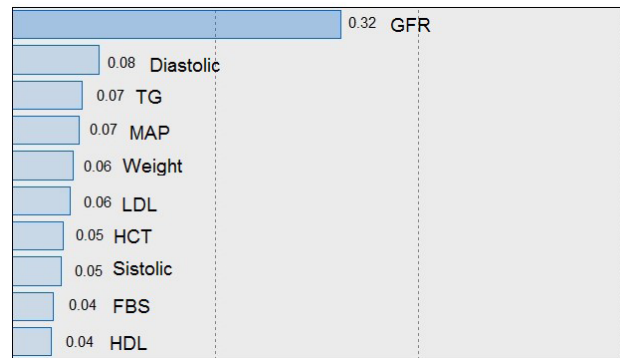 0.32 GFR
0.08 Diastolic
0.07 TG
0.07 MAP
0.06 Weight
0.06 LDL
0.05 HCT
0.05 Sistolic
0.04 FBS
0.04 HDL